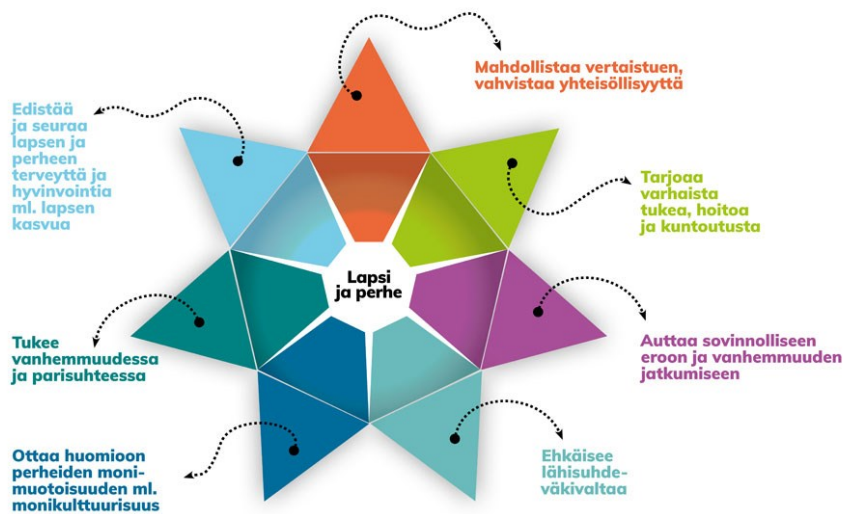 Mahdollistaa vertaistuen,
vahvistaa yhteisöllisyyttä
Edistää
ja seuraa
lapsen ja
perheen
terveyttä ja
hyvinvointia
ml. lapsen
kasvua
Tarjoaa
varhaista
tukea, hoitoa
ja kuntoutusta
Lapsi
ja perhe
Tukee
vanhemmuudessa
ja parisuhteessa
Auttaa sovinnolliseen
eroon ja vanhemmuuden
jatkumiseen
Ottaa huomioon
perheiden moni-
muotoisuuden ml.
monikulttuurisuus
Ehkäisee
lähisuhde-
väkivaltaa